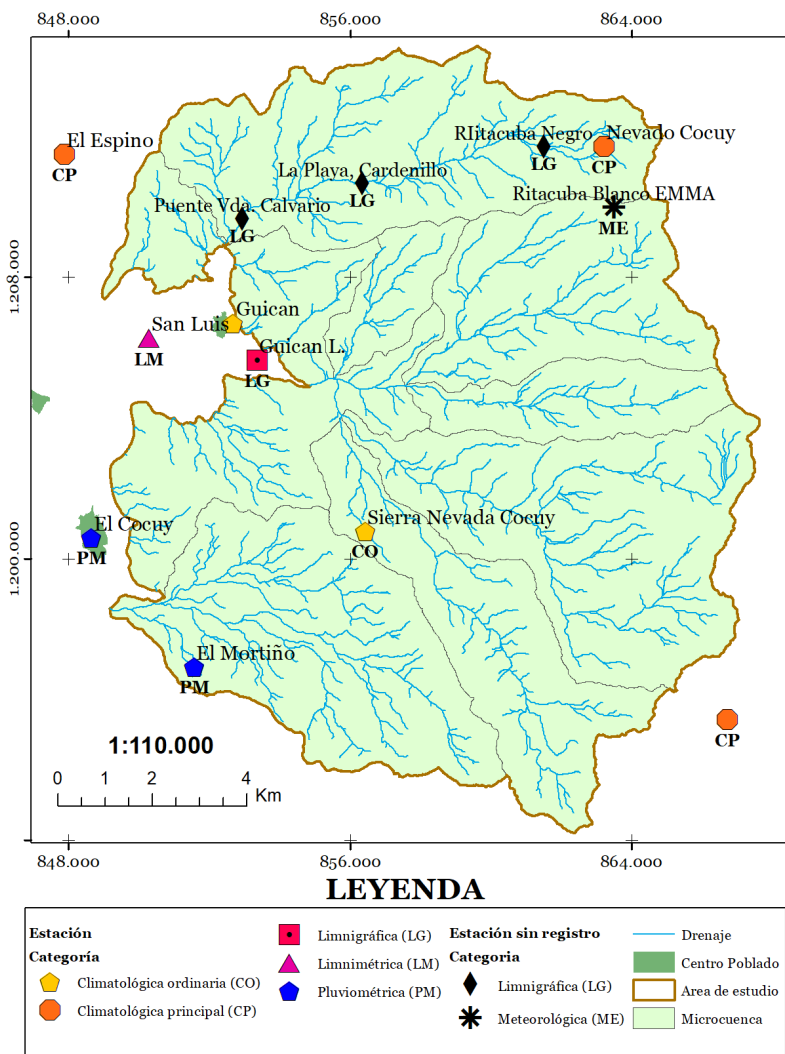 848.000 856.000 864.000
El Espino
CP
RIitacuba Negro
LG
Nevado Cocuy
CP
La Playa, Cardenillo
LG
Ritacuba Blanco EMMA
ME
Puente Vda. Calvario
LG
1.208.000
Guican
San Luis
LM
Guican L.
LG
El Cocuy
PM
Sierra Nevada Cocuy
CO
1.200.000
El Mortiño
PM
CP
1:110.000
0 1 2 3 4
Km
848.000 856.000 864.000
LEYENDA
Estación
Categoría
Climatológica ordinaria (CO)
Climatológica principal (CP)
Limnigráfica (LG)
Limnimétrica (LM)
Pluviométrica (PM)
Estación sin registro
Categoria
Limnigráfica (LG)
Meteorológica (ME)
Drenaje
Centro Poblado
Area de estudio
Microcuenca